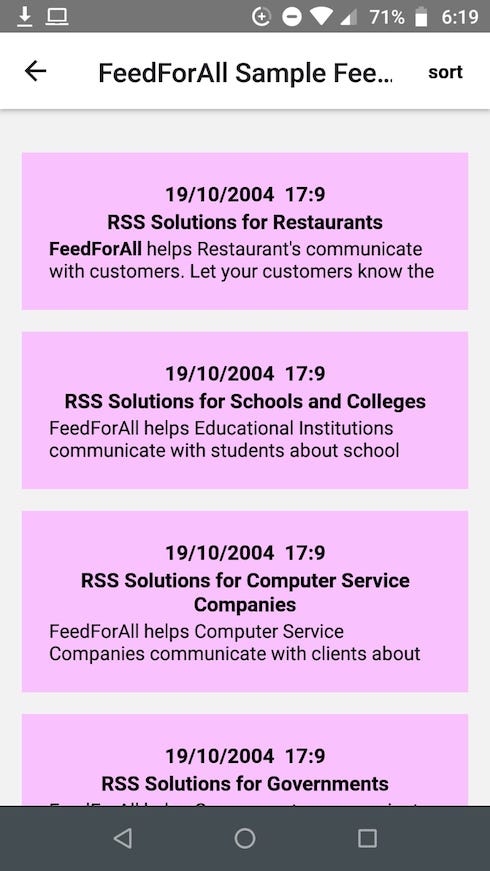 71% 6:19
FeedForAll Sample Fee… sort
19/10/2004 17:9
RSS Solutions for Restaurants
FeedForAll helps Restaurant's communicate
with customers. Let your customers know the
19/10/2004 17:9
RSS Solutions for Schools and Colleges
FeedForAll helps Educational Institutions
communicate with students about school
19/10/2004 17:9
RSS Solutions for Computer Service
Companies
FeedForAll helps Computer Service
Companies communicate with clients about
19/10/2004 17:9
RSS Solutions for Governments